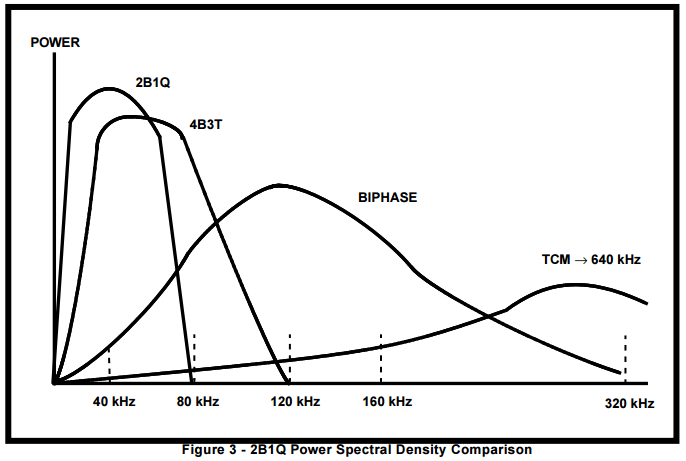 POWER
2B1Q
4B3T
BIPHASE
TCM → 640 kHz
40 kHz 80 kHz 120 kHz 160 kHz 320 kHz
Figure 3 - 2B1Q Power Spectral Density Comparison